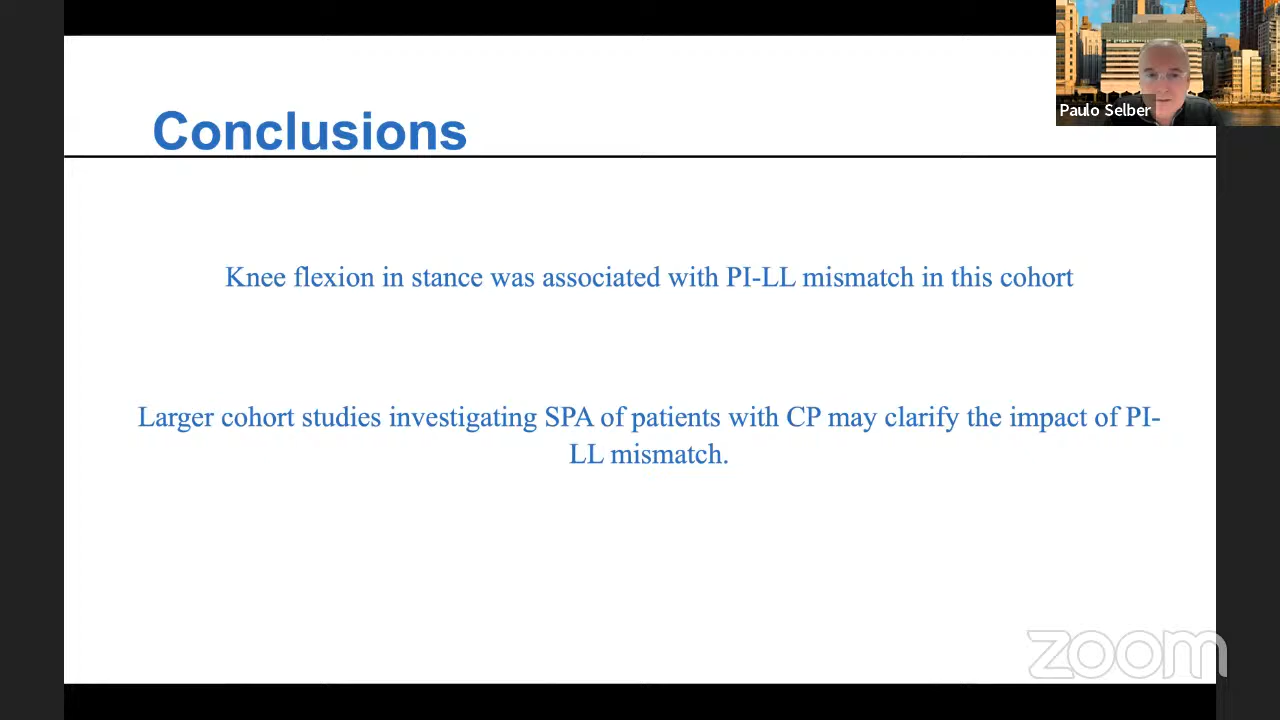 Paulo Selber
Conclusions
Knee flexion in stance was associated with PI-LL mismatch in this cohort
Larger cohort studies investigating SPA of patients with CP may clarify the impact of PI-
LL mismatch.
zoom